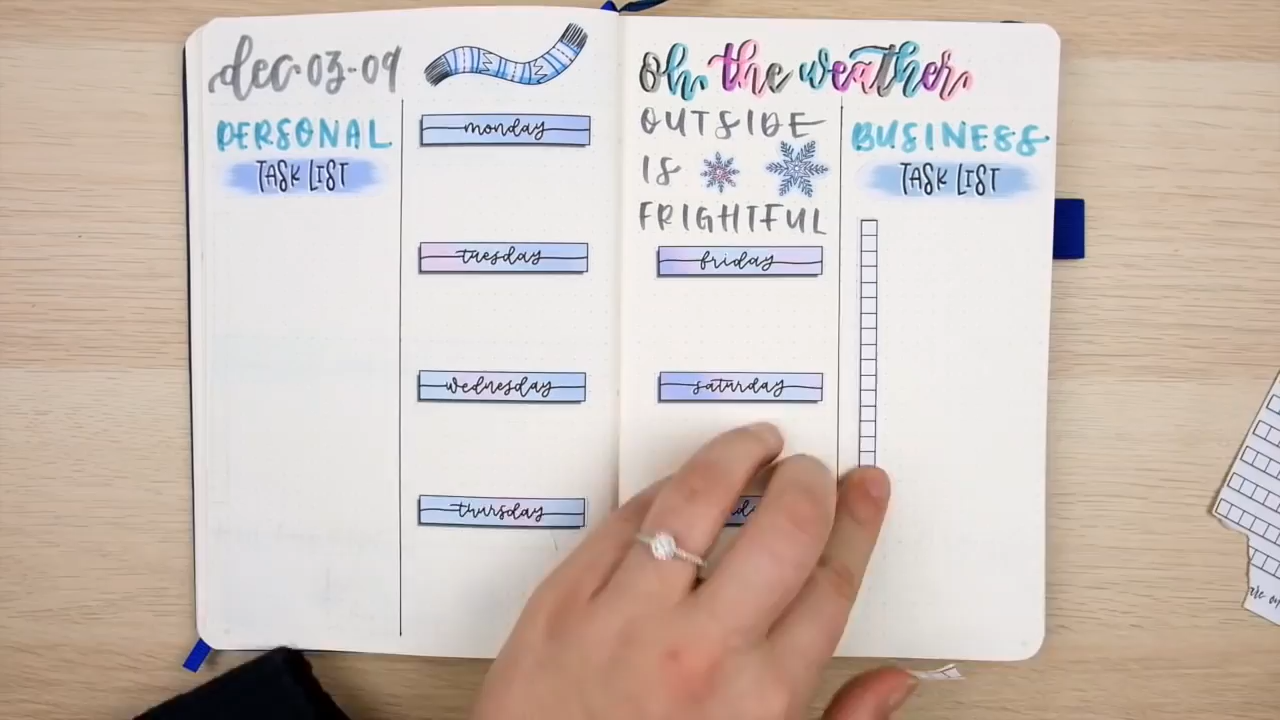 dec 03-09
PERSONAL
TASK LIST
monday
tuesday
wednesday
thursday
oh the weather
OUTSIDE
IS
FRIGHTFUL
friday
saturday
BUSINESS
TASK LIST